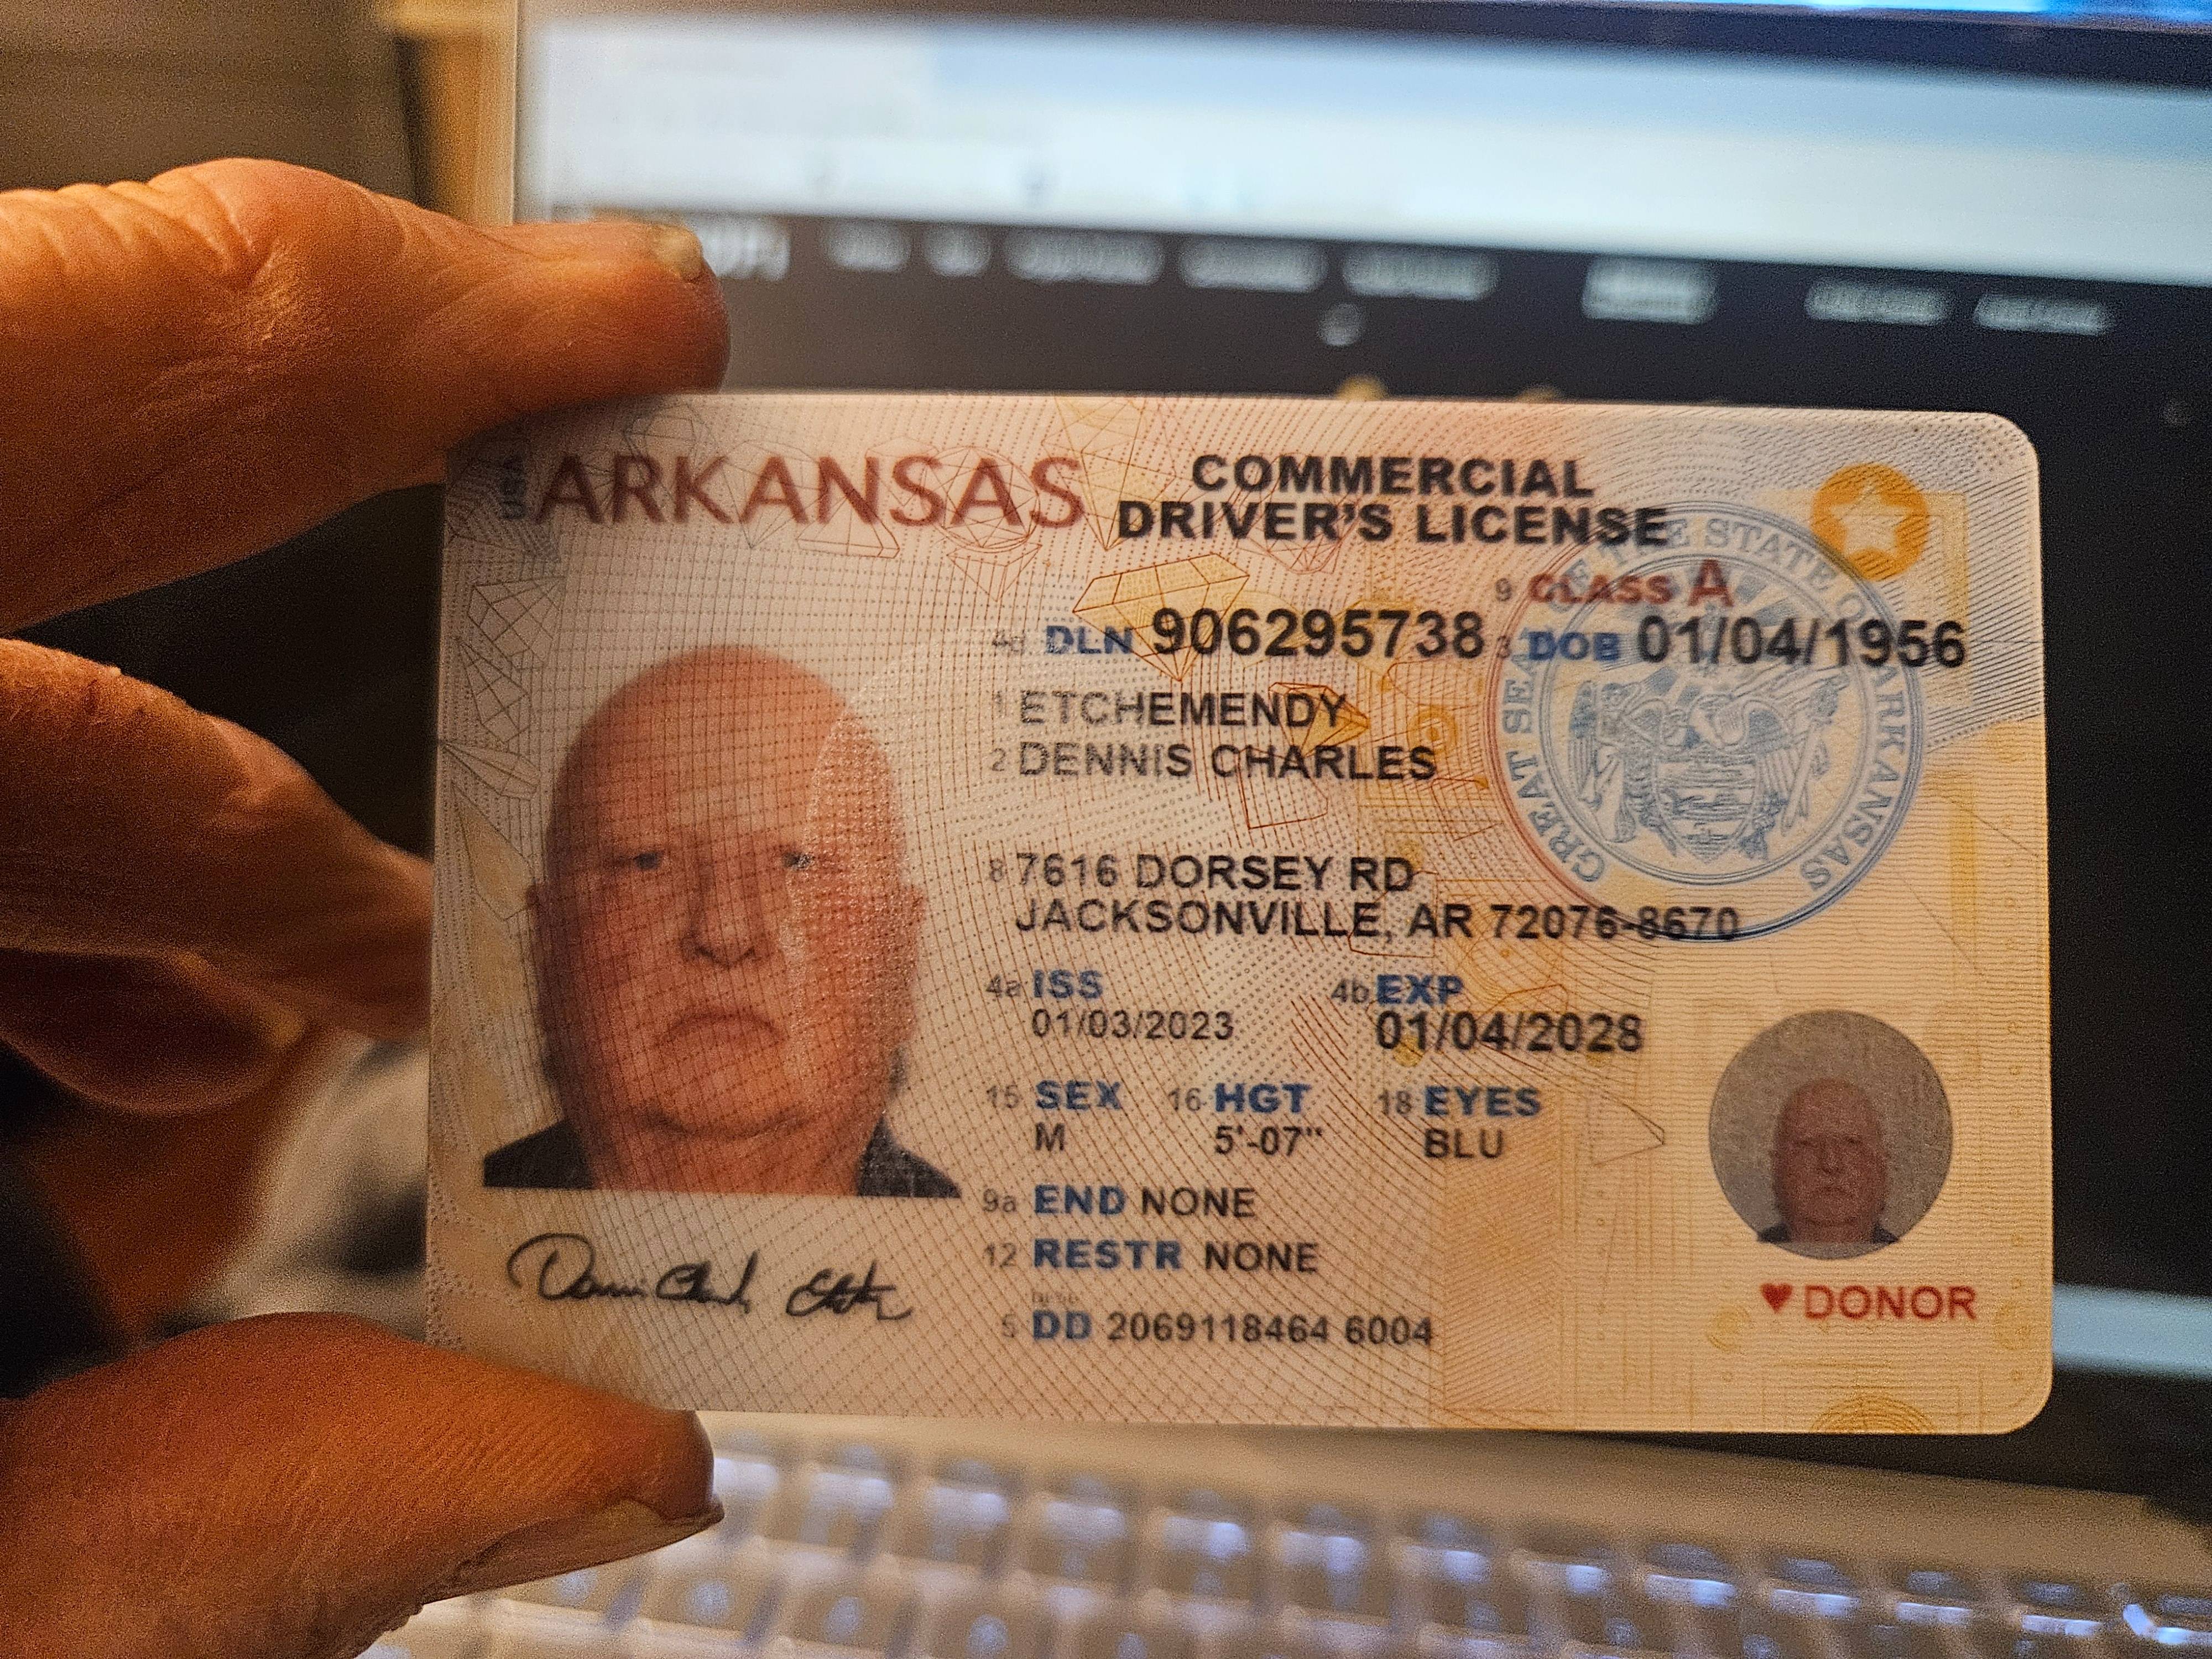 USA ARKANSAS
COMMERCIAL
DRIVER'S LICENSE
9 CLASS A
4d DLN 906295738 3 DOB 01/04/1956
1 ETCHEMENDY
2 DENNIS CHARLES
GREAT SEAL OF THE STATE OF ARKANSAS
8 7616 DORSEY RD
JACKSONVILLE, AR 72076-8670
4a ISS 4b EXP
01/03/2023 01/04/2028
15 SEX 16 HGT 18 EYES
M 5'-07" BLU
9a END NONE
12 RESTR NONE
5 DD 2069118464 6004
DONOR